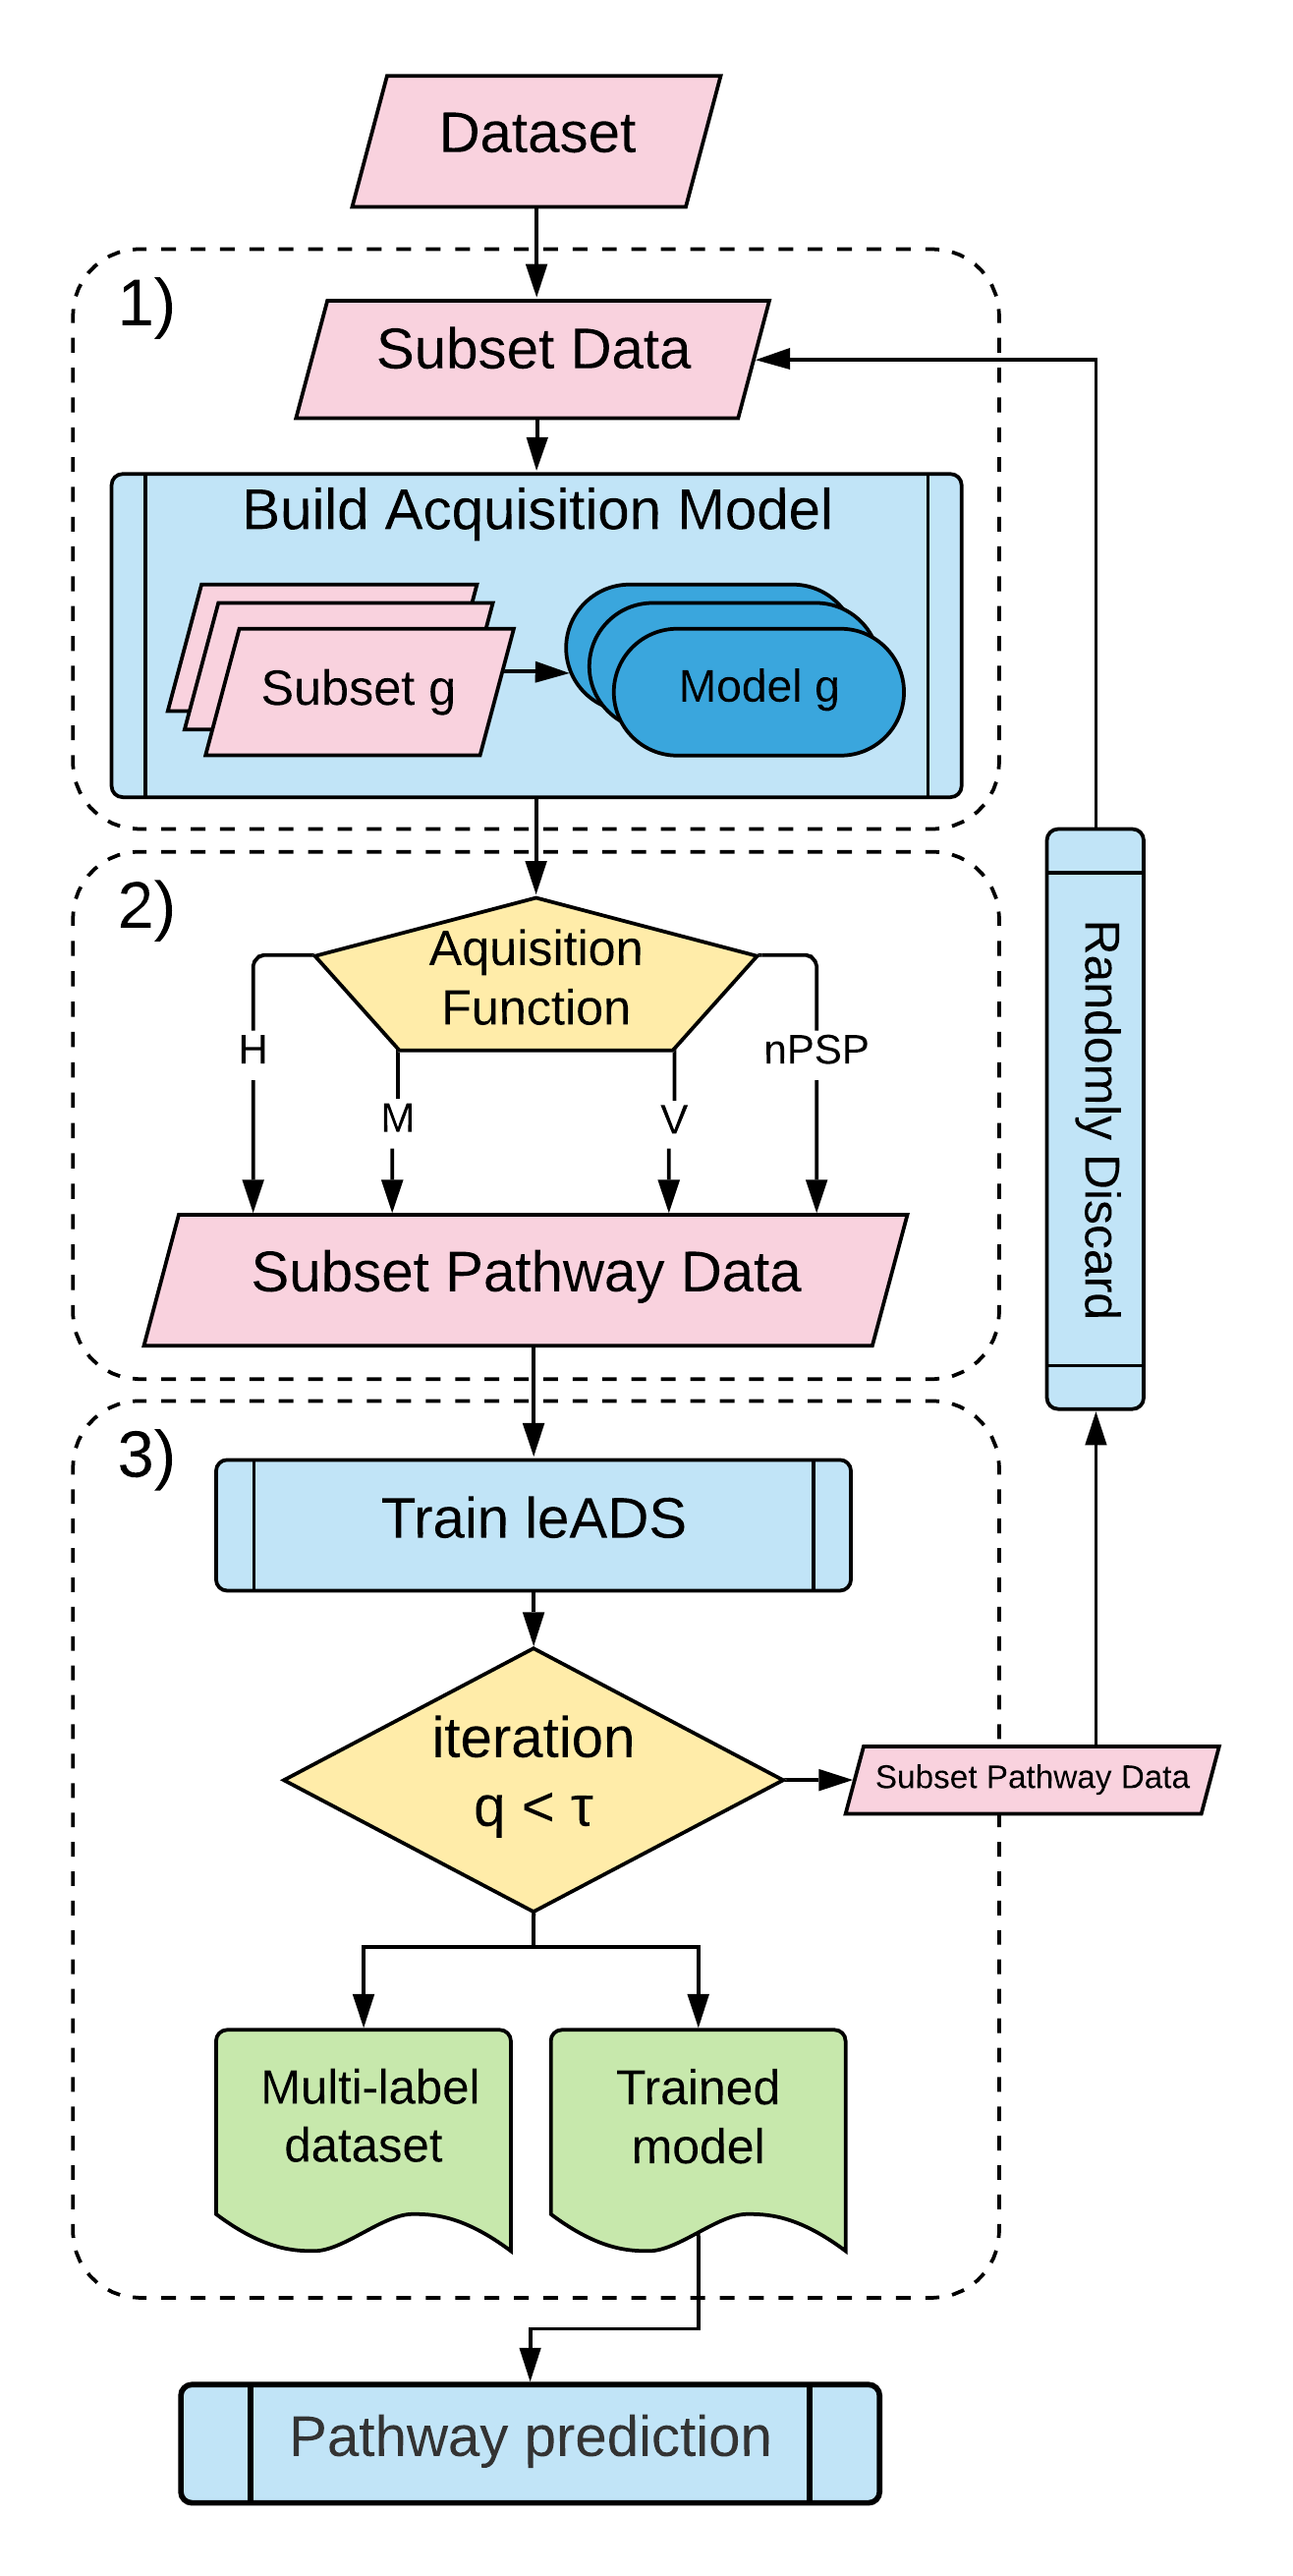 Dataset
1)
Subset Data
Build Acquisition Model
Subset g
Model g
2)
Aquisition
Function
H
nPSP
M
V
Subset Pathway Data
Randomly Discard
3)
Train leADS
iteration
q < τ
Subset Pathway Data
Multi-label
dataset
Trained
model
Pathway prediction